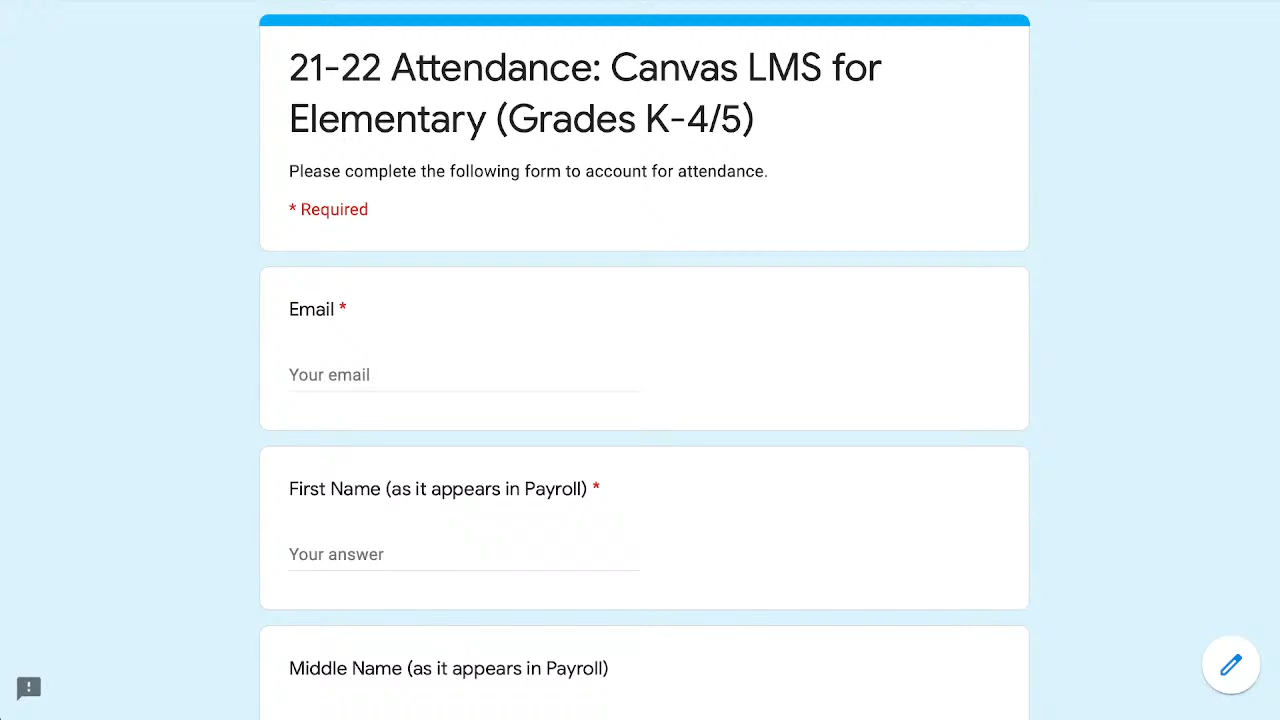 21-22 Attendance: Canvas LMS for
Elementary (Grades K-4/5)
Please complete the following form to account for attendance.
* Required
Email *
Your email
First Name (as it appears in Payroll) *
Your answer
Middle Name (as it appears in Payroll)